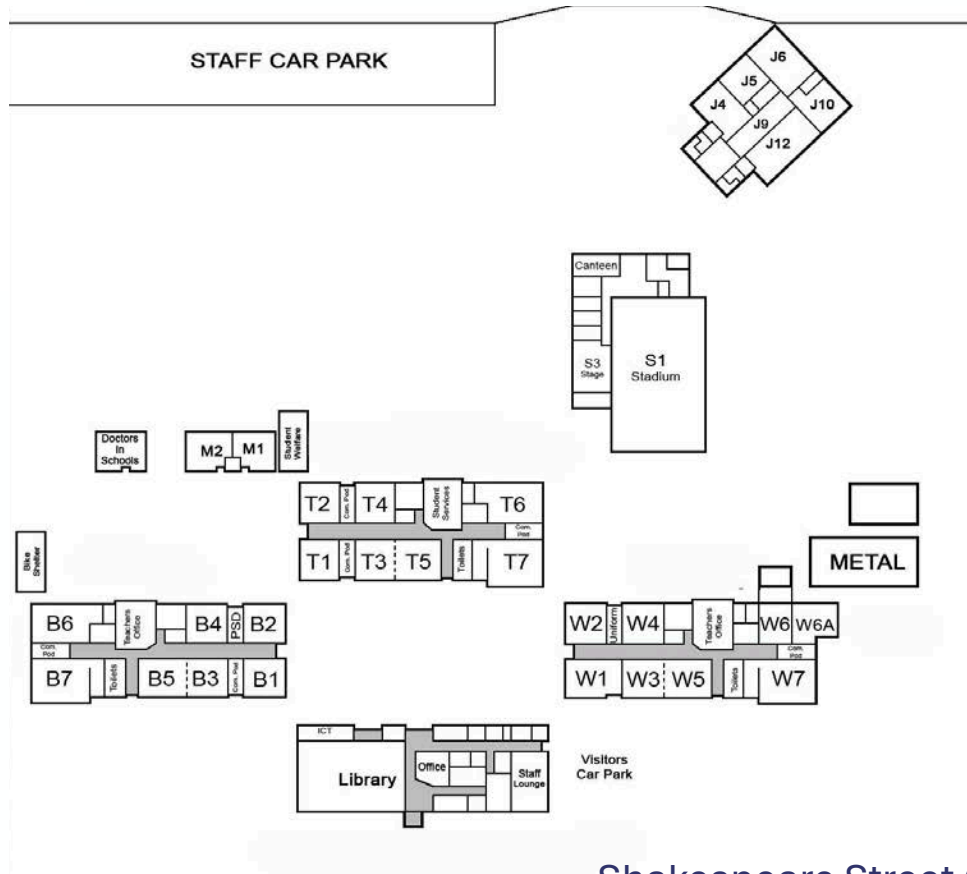 STAFF CAR PARK
J6
J5
J4
J10
J9
J12
Canteen
S3
Stage
S1
Stadium
Doctors
In
Schools
M2
M1
Student
Welfare
T2
Com. Pod
T4
Student
Services
T6
Com.
Pod
T1
Com. Pod
T3
T5
Toilets
T7
METAL
Bike
Shelter
B6
Teachers
Office
B4
PSD
B2
Com.
Pod
B7
Toilets
B5
B3
Com. Pod
B1
W2
Uniform
W4
Teachers
Office
W6
W6A
Com.
Pod
W1
W3
W5
Toilets
W7
ICT
Library
Office
Staff
Lounge
Visitors
Car Park
Shakespeare Street